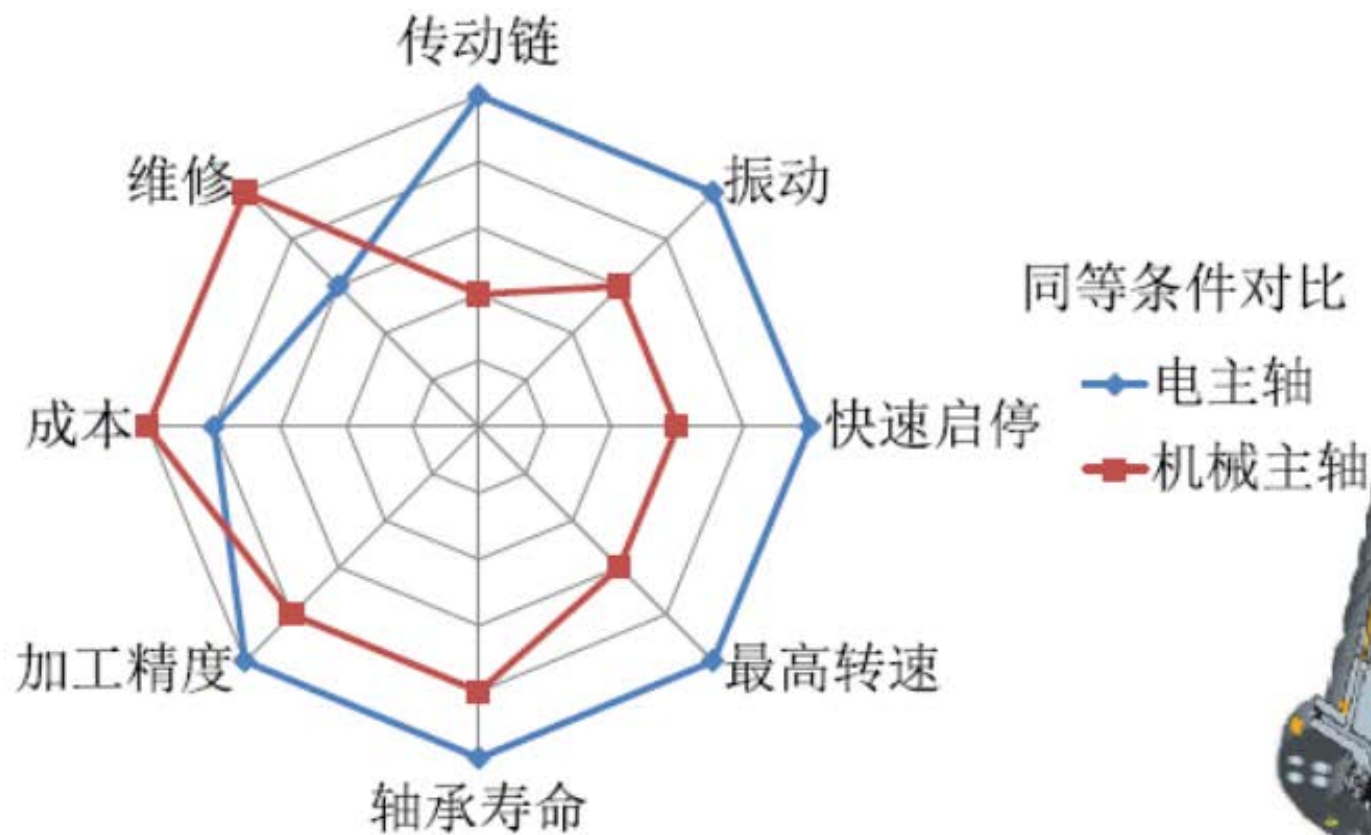 传动链
维修
振动
同等条件对比
电主轴
成本
快速启停
机械主轴
加工精度
最高转速
轴承寿命